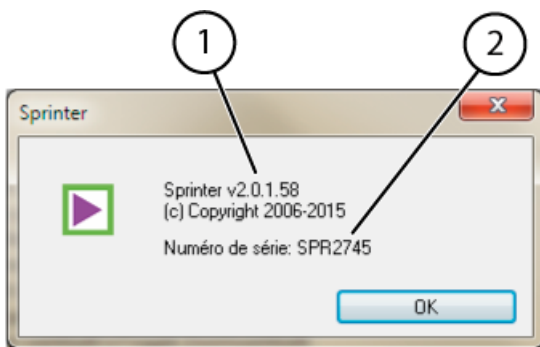 1
2
Sprinter
Sprinter v2.0.1.58
(c) Copyright 2006-2015
Numéro de série: SPR2745
OK